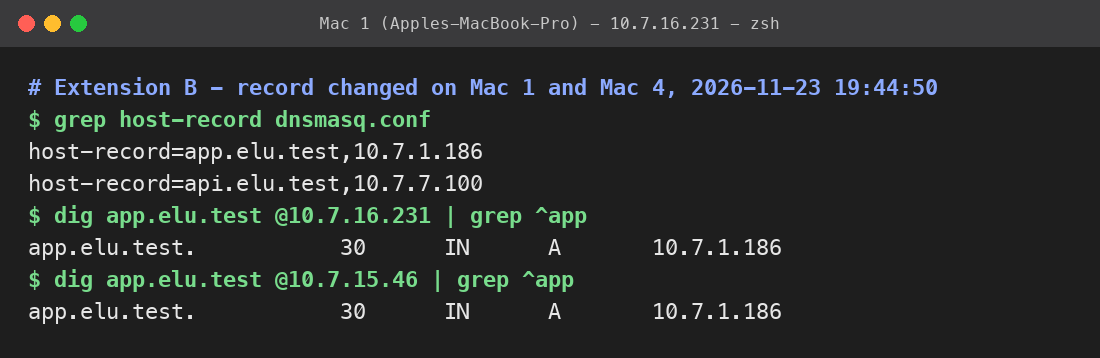 Mac 1 (Apples-MacBook-Pro) — 10.7.16.231 — zsh
# Extension B — record changed on Mac 1 and Mac 4, 2026-11-23 19:44:50
$ grep host-record dnsmasq.conf
host-record=app.elu.test,10.7.1.186
host-record=api.elu.test,10.7.7.100
$ dig app.elu.test @10.7.16.231 | grep ^app
app.elu.test.           30      IN      A       10.7.1.186
$ dig app.elu.test @10.7.15.46 | grep ^app
app.elu.test.           30      IN      A       10.7.1.186